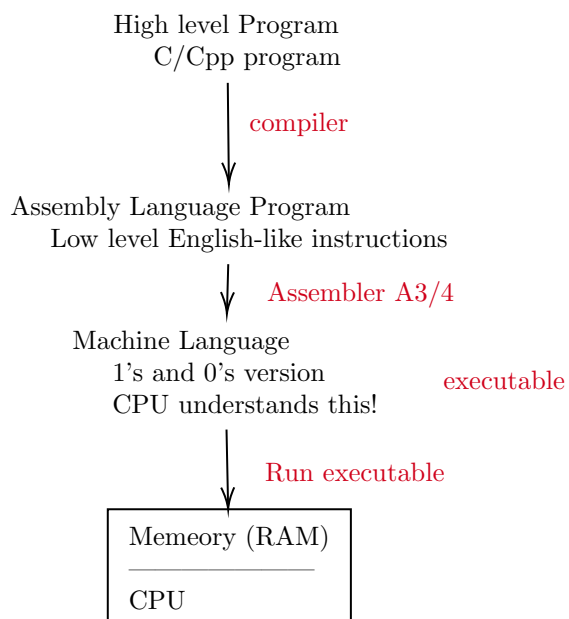 High level Program
C/Cpp program
compiler
Assembly Language Program
Low level English-like instructions
Assembler A3/4
Machine Language
1's and 0's version
executable
CPU understands this!
Run executable
Memeory (RAM)
CPU